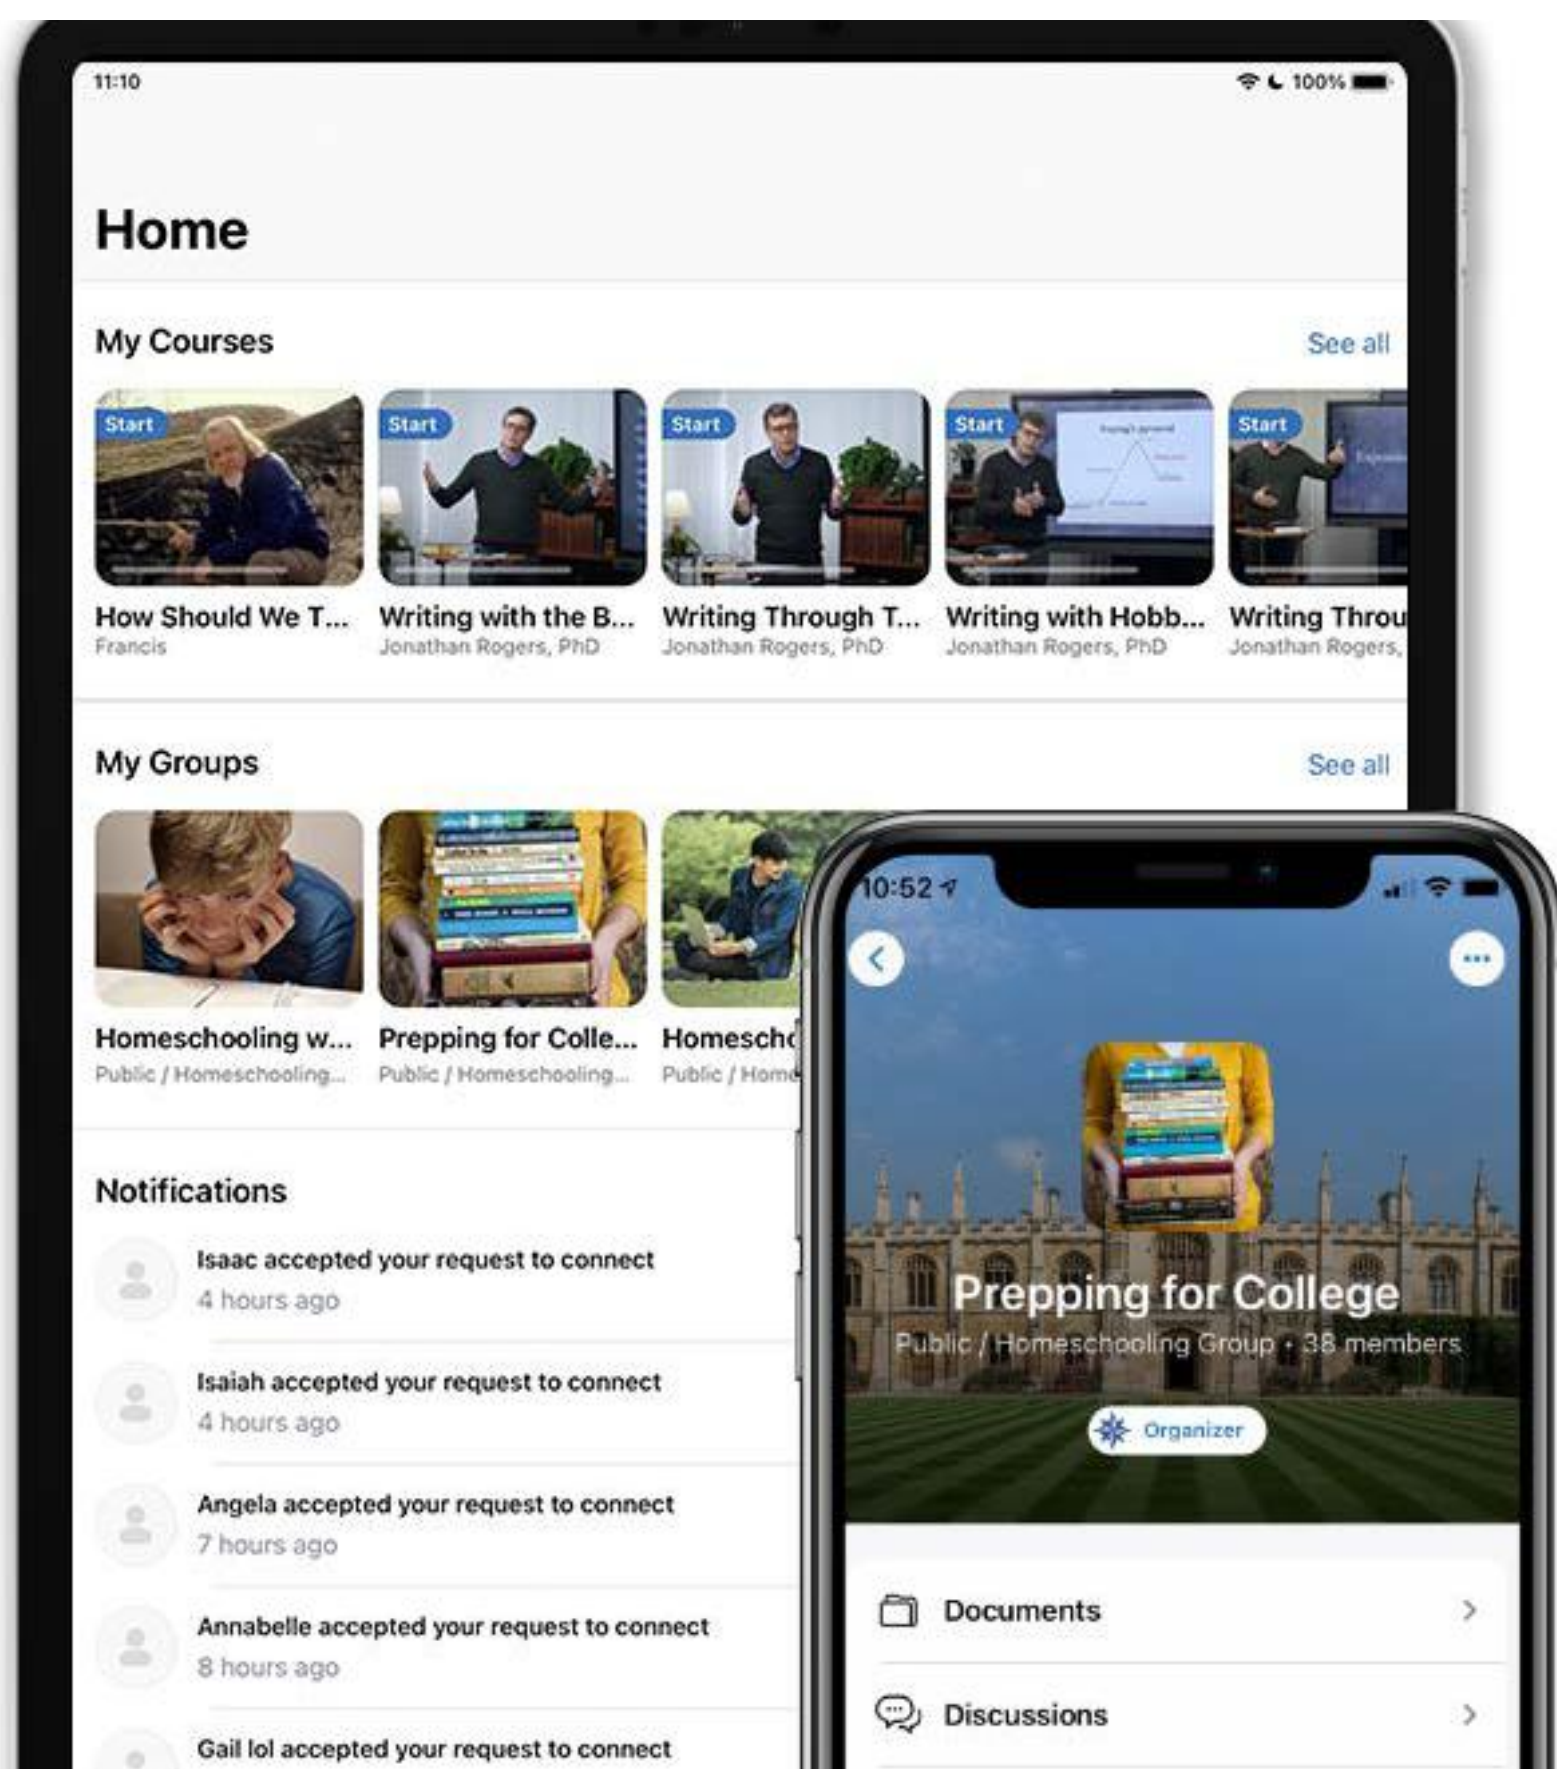 11:10
100%
Home
My Courses
See all
Start
Start
Start
Start
Start
How Should We T...
Francis
Writing with the B...
Jonathan Rogers, PhD
Writing Through T...
Jonathan Rogers, PhD
Writing with Hobb...
Jonathan Rogers, PhD
Writing Throu
Jonathan Rogers,
My Groups
See all
Homeschooling w...
Public / Homeschooling...
Prepping for Colle...
Public / Homeschooling...
Homescho
Public / Home
Notifications
Isaac accepted your request to connect
4 hours ago
Isaiah accepted your request to connect
4 hours ago
Angela accepted your request to connect
7 hours ago
Annabelle accepted your request to connect
8 hours ago
Gail lol accepted your request to connect
10:52
Prepping for College
Public / Homeschooling Group • 38 members
Organizer
Documents
Discussions